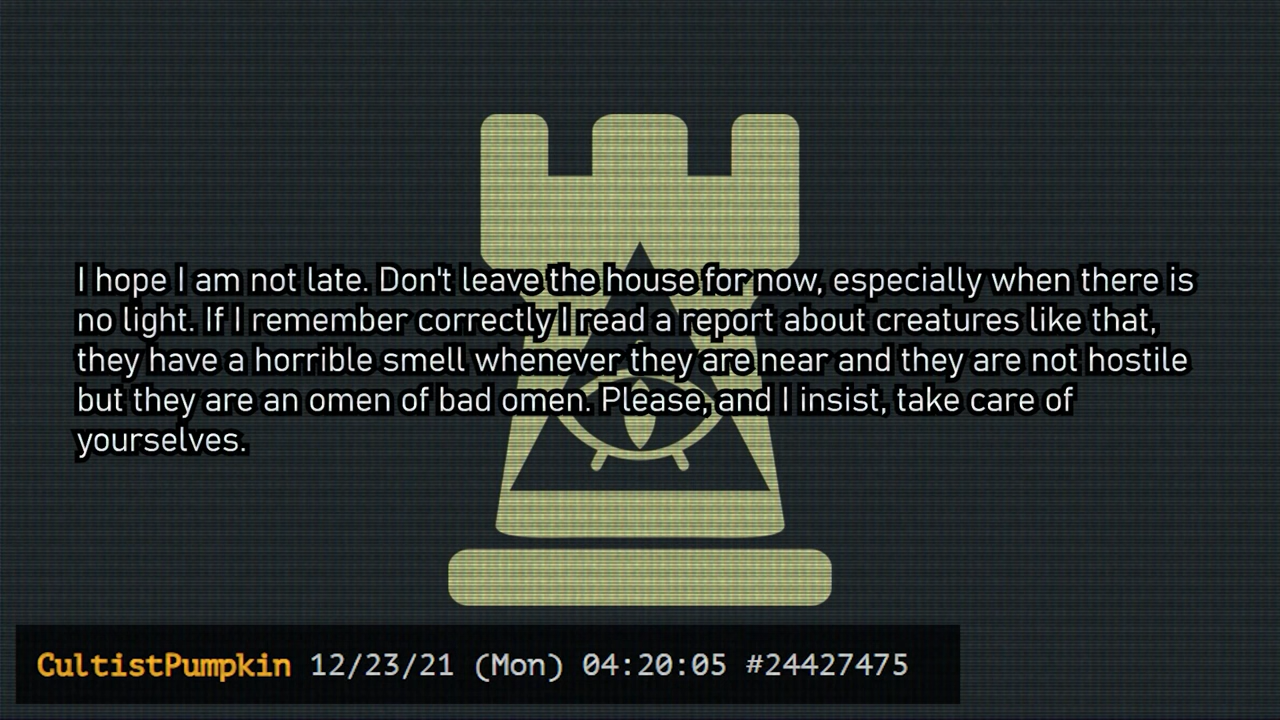 I hope I am not late. Don't leave the house for now, especially when there is
no light. If I remember correctly I read a report about creatures like that,
they have a horrible smell whenever they are near and they are not hostile
but they are an omen of bad omen. Please, and I insist, take care of
yourselves.
CultistPumpkin 12/23/21 (Mon) 04:20:05 #24427475